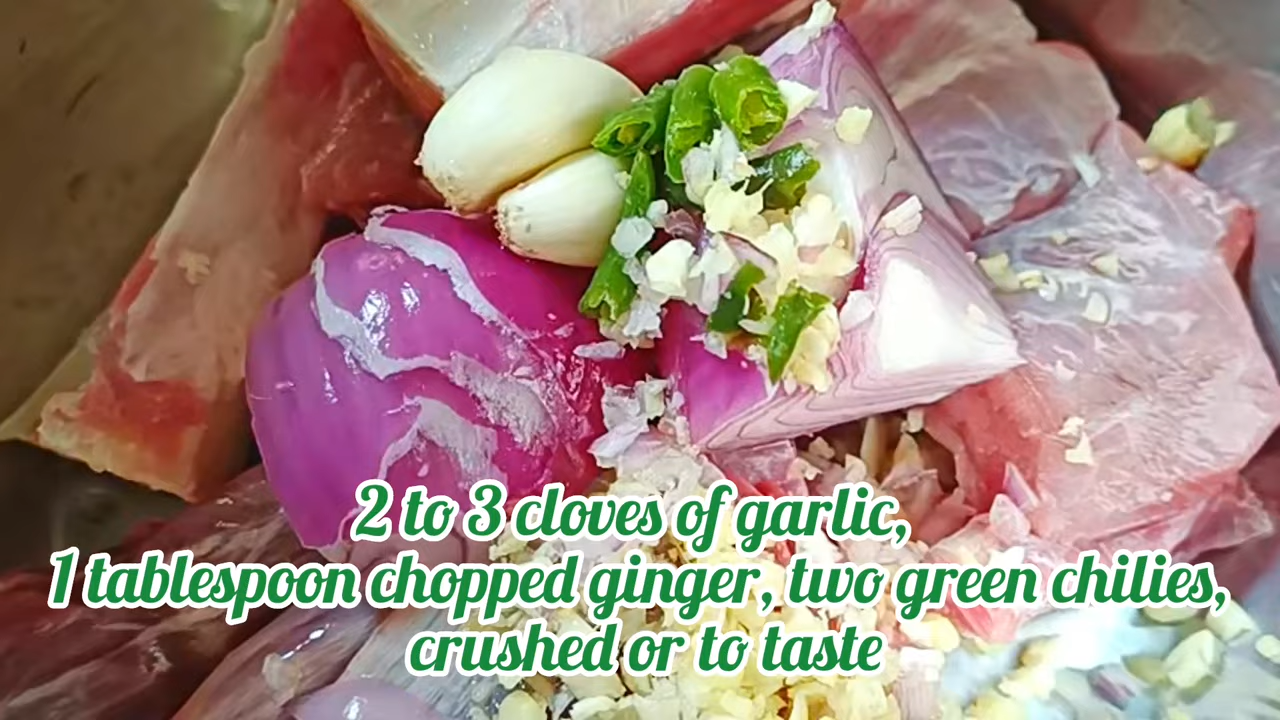 2 to 3 cloves of garlic,
1 tablespoon chopped ginger, two green chilies,
crushed or to taste